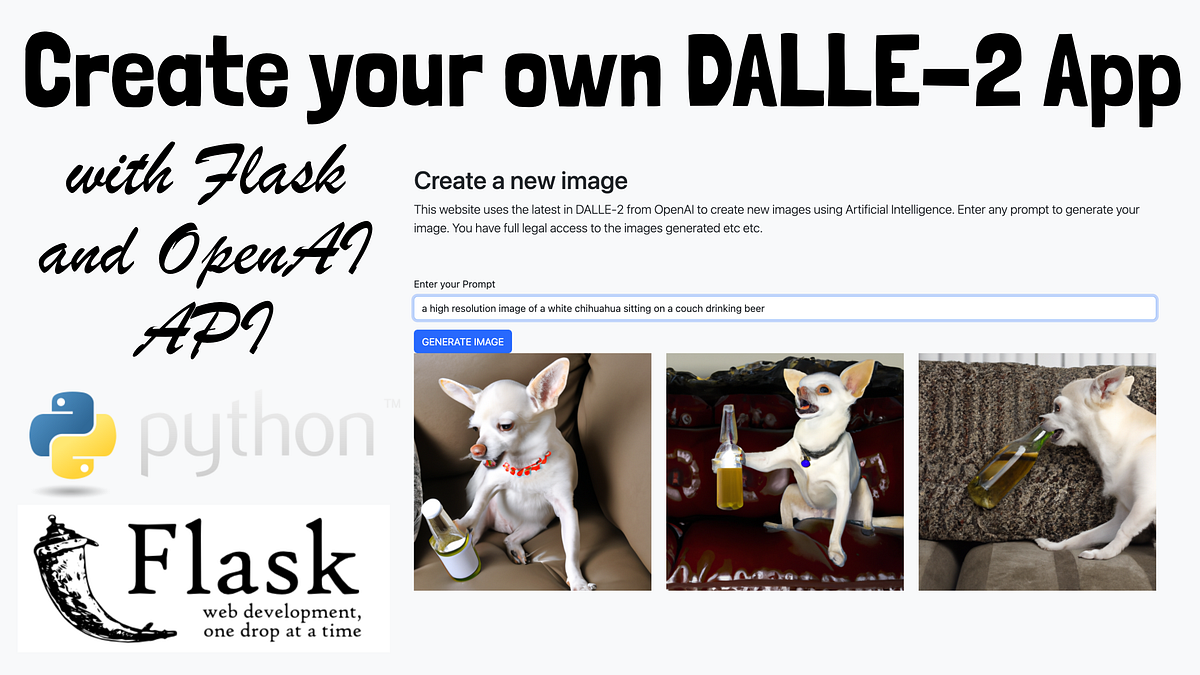 Create your own DALLE-2 App
with Flask
and OpenAI
API
Create a new image
This website uses the latest in DALLE-2 from OpenAI to create new images using Artificial Intelligence. Enter any prompt to generate your
image. You have full legal access to the images generated etc etc.
Enter your Prompt
a high resolution image of a white chihuahua sitting on a couch drinking beer
GENERATE IMAGE
python™
Flask
web development,
one drop at a time